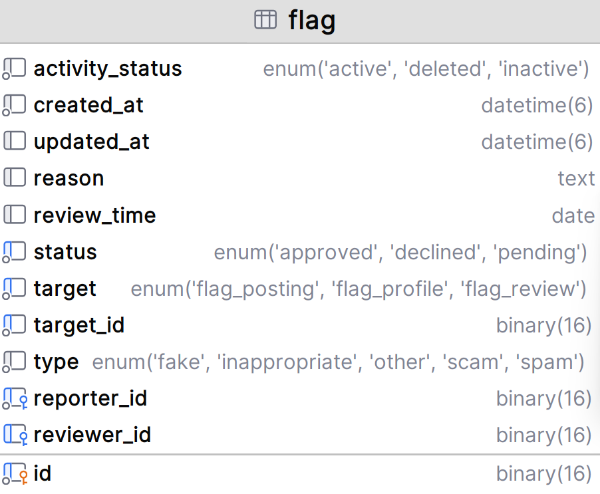 flag
activity_status enum('active', 'deleted', 'inactive')
created_at datetime(6)
updated_at datetime(6)
reason text
review_time date
status enum('approved', 'declined', 'pending')
target enum('flag_posting', 'flag_profile', 'flag_review')
target_id binary(16)
type enum('fake', 'inappropriate', 'other', 'scam', 'spam')
reporter_id binary(16)
reviewer_id binary(16)
id binary(16)